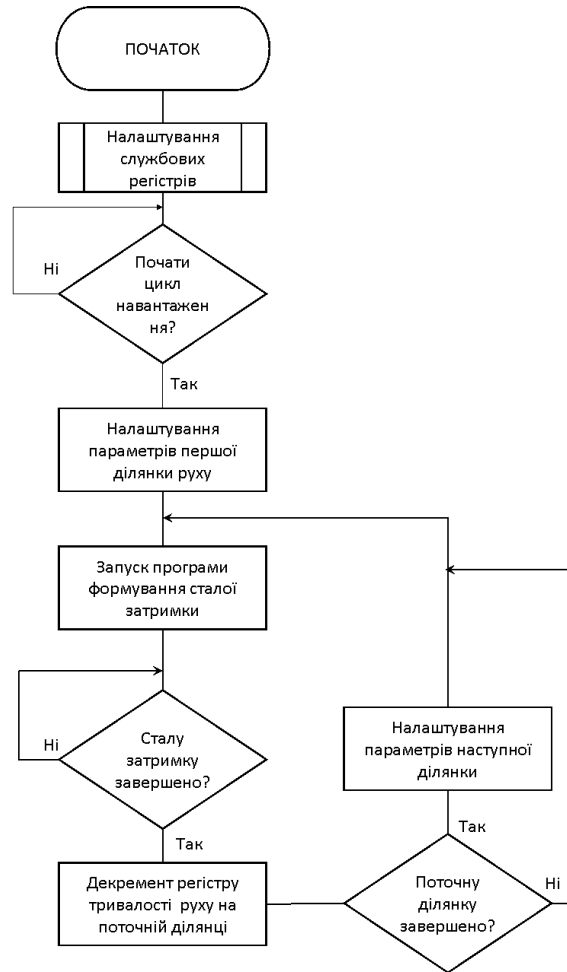 ПОЧАТОК
Налаштування
службових
регістрів
Ні
Почати
цикл
навантажен
ня?
Так
Налаштування
параметрів першої
ділянки руху
Запуск програми
формування сталої
затримки
Ні
Сталу
затримку
завершено?
Так
Декремент регістру
тривалості руху на
поточній ділянці
Налаштування
параметрів наступної
ділянки
Так
Поточну
ділянку
завершено?
Ні